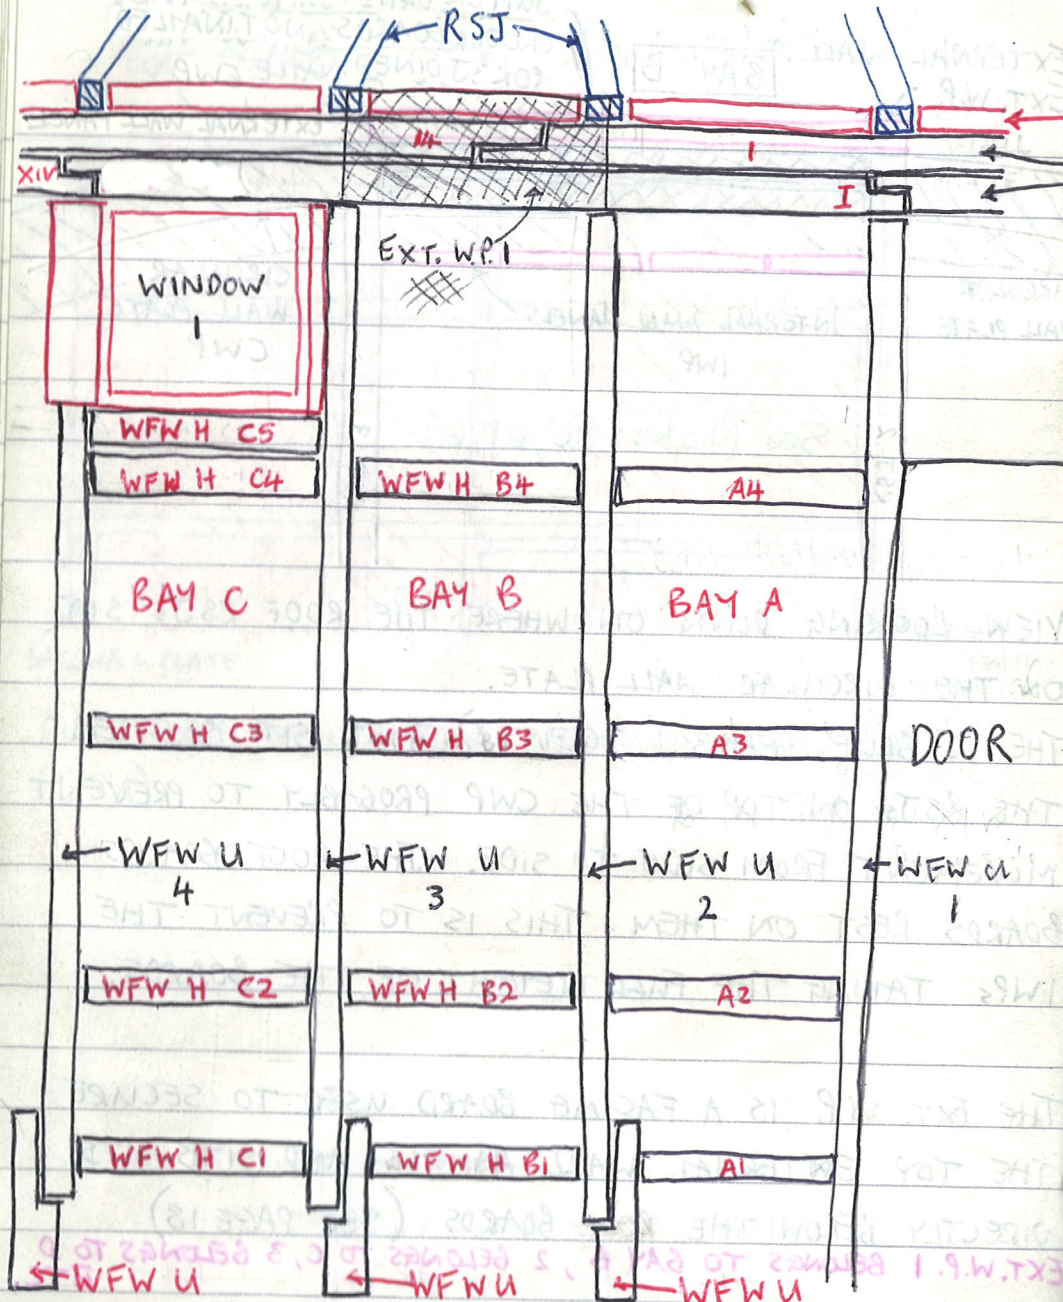 RSJ
14
1
XIV
I
EXT. W.P. 1
WINDOW
1
WFW H C5
WFW H C4
WFW H B4
A4
BAY C
BAY B
BAY A
WFW H C3
WFW H B3
A3
DOOR
WFW U
4
WFW U
3
WFW U
2
WFW U
1
WFW H C2
WFW H B2
A2
WFW H C1
WFW H B1
A1
WFW U
WFW U
WFW U